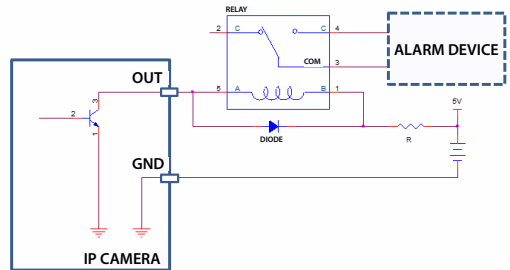 RELAY
2 C C 4
COM 3
ALARM DEVICE
OUT
5 A B 1
3
2
1
DIODE
R
5V
GND
IP CAMERA